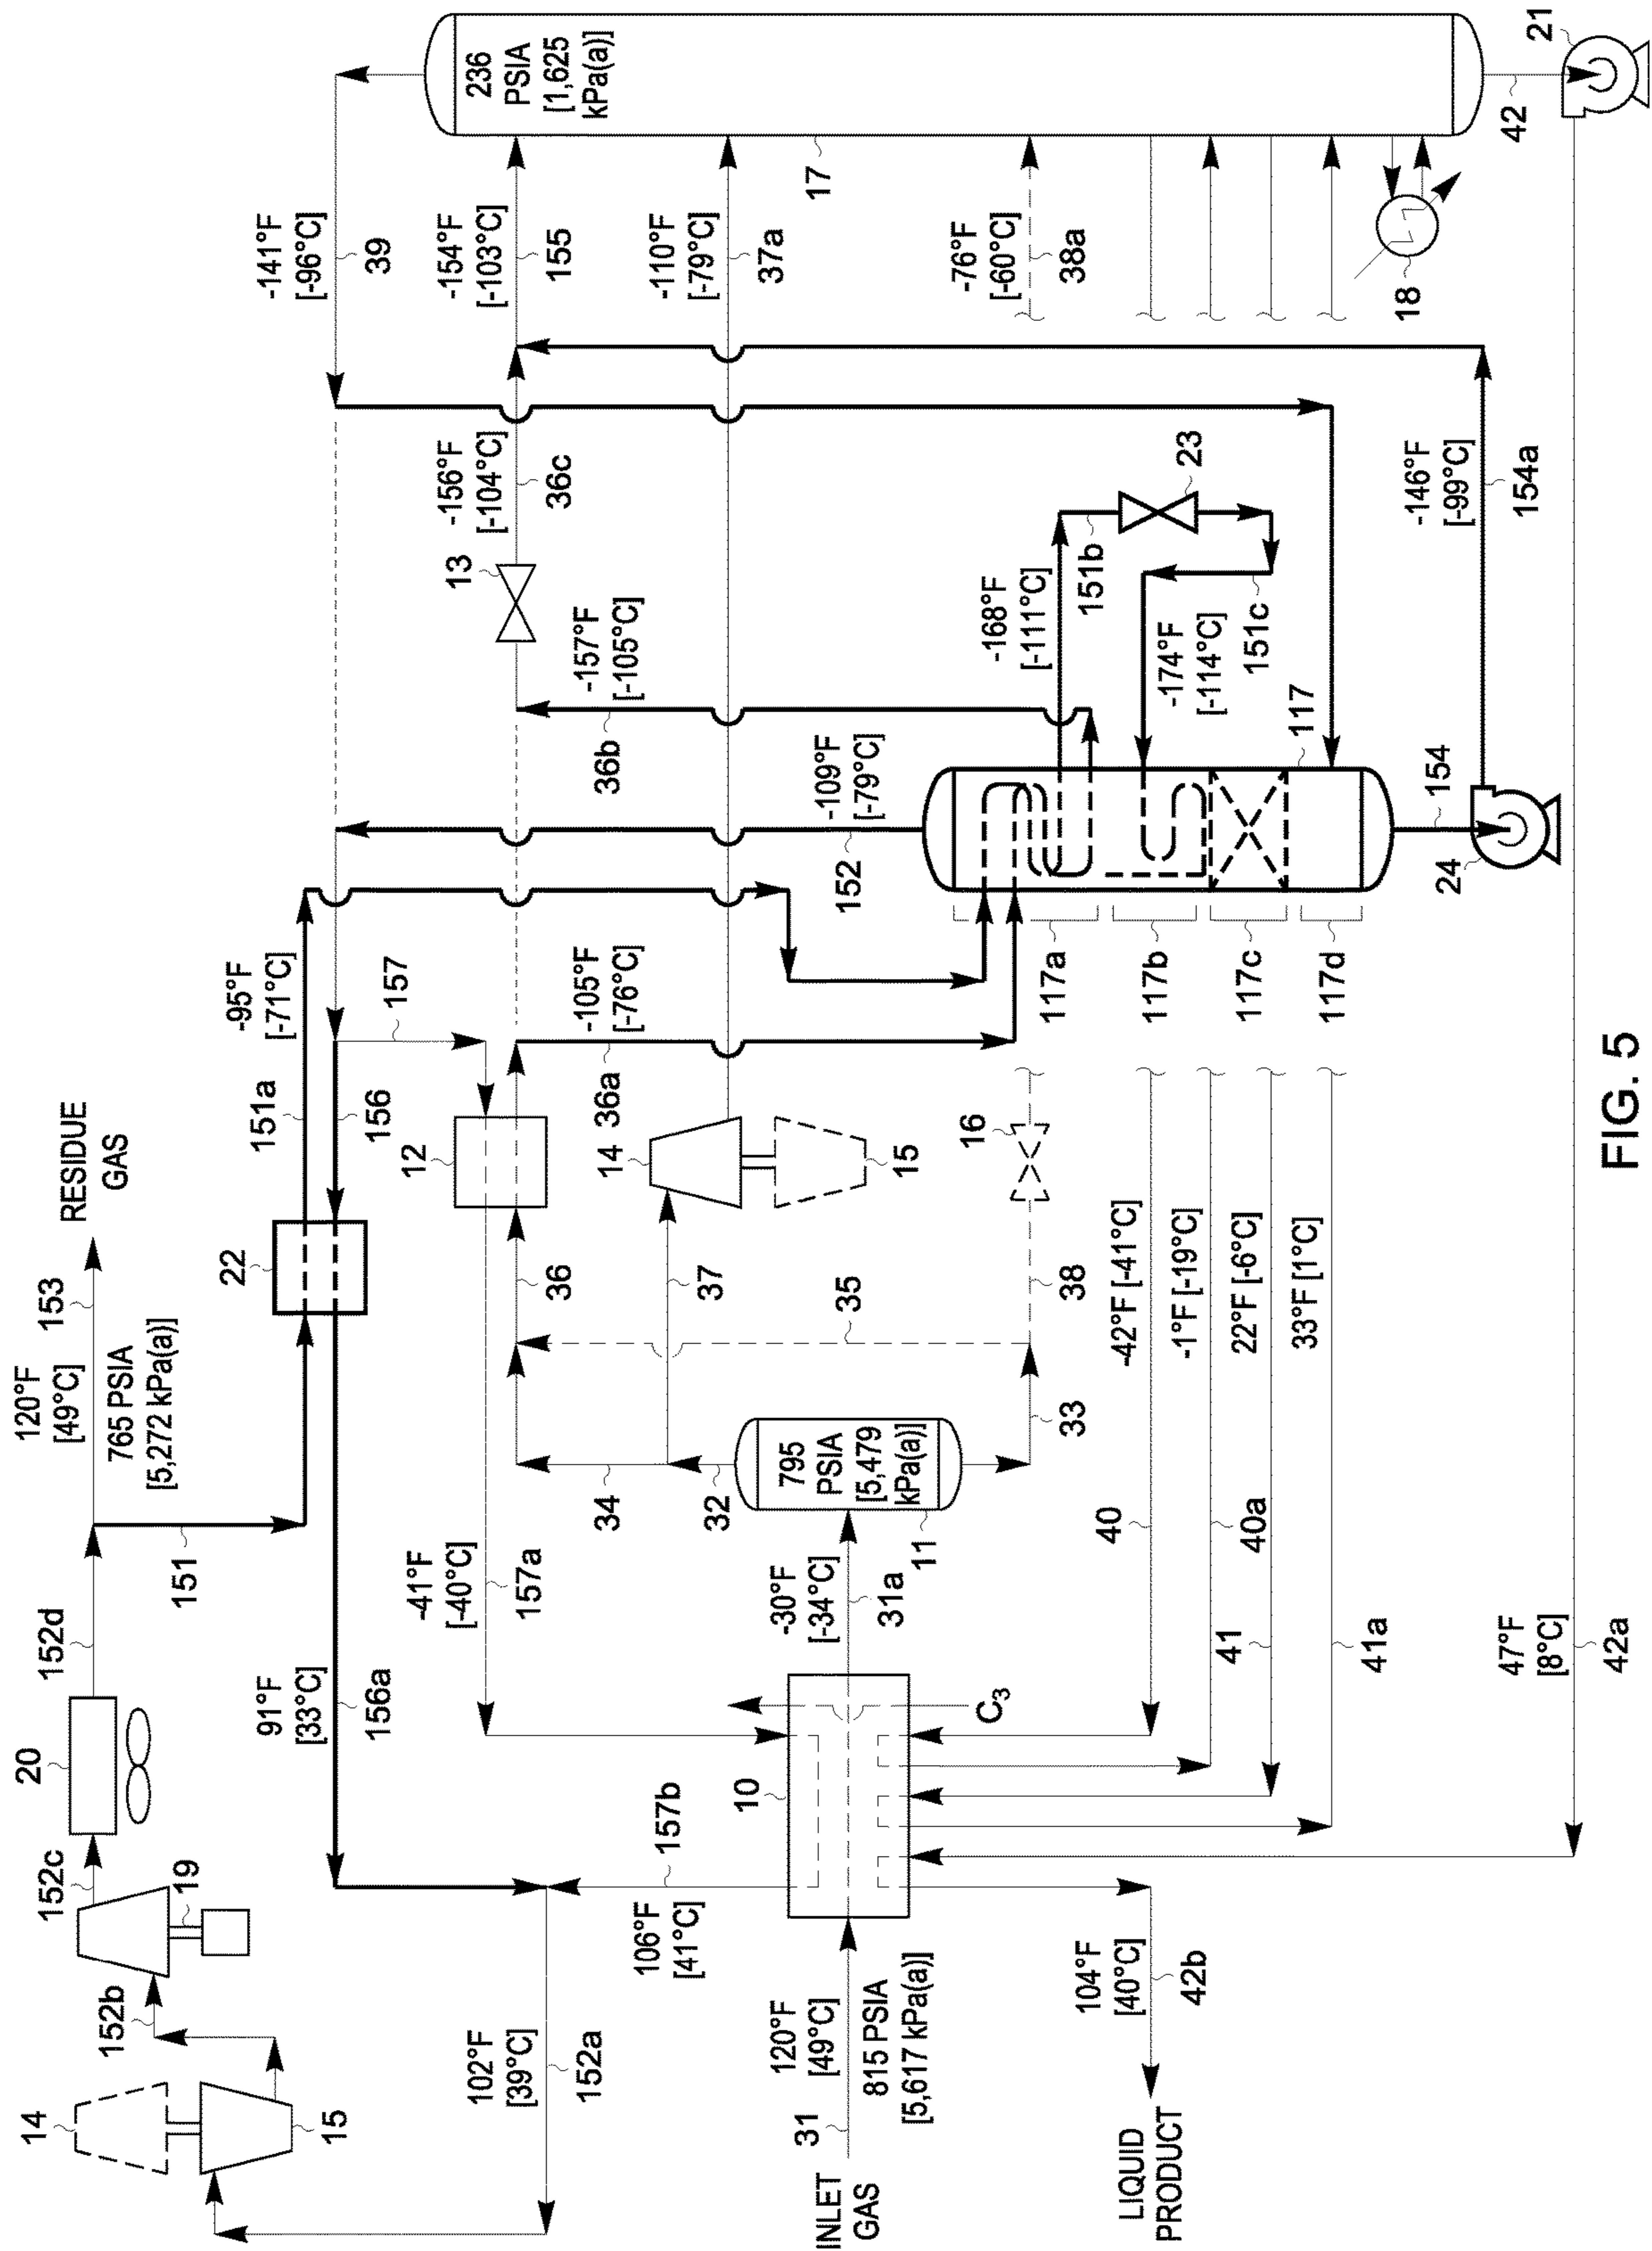 120°F
[49°C]
153
RESIDUE
GAS
765 PSIA
[5,272 kPa(a)]
14
15
152b
152c
19
20
152d
151
22
151a
-95°F
[-71°C]
156
157
91°F
[33°C]
156a
102°F
[39°C]
152a
-41°F
[-40°C]
157a
106°F
[41°C]
157b
INLET
GAS
31
120°F
[49°C]
815 PSIA
[5,617 kPa(a)]
10
C3
-30°F
[-34°C]
31a
11
795
PSIA
[5,479
kPa(a)]
32
34
33
35
36
37
38
12
14
15
16
36a
-105°F
[-76°C]
152
-109°F
[-79°C]
36b
-157°F
[-105°C]
13
-156°F
[-104°C]
36c
-141°F
[-96°C]
39
-154°F
[-103°C]
155
-110°F
[-79°C]
37a
-76°F
[-60°C]
38a
17
236
PSIA
[1,625
kPa(a)]
18
42
21
-168°F
[-111°C]
151b
23
-174°F
[-114°C]
151c
117
117a
117b
117c
117d
154
24
-146°F
[-99°C]
154a
40
-42°F [-41°C]
40a
-1°F [-19°C]
41
22°F [-6°C]
41a
33°F [1°C]
47°F
[8°C]
42a
104°F
[40°C]
42b
LIQUID
PRODUCT
FIG. 5